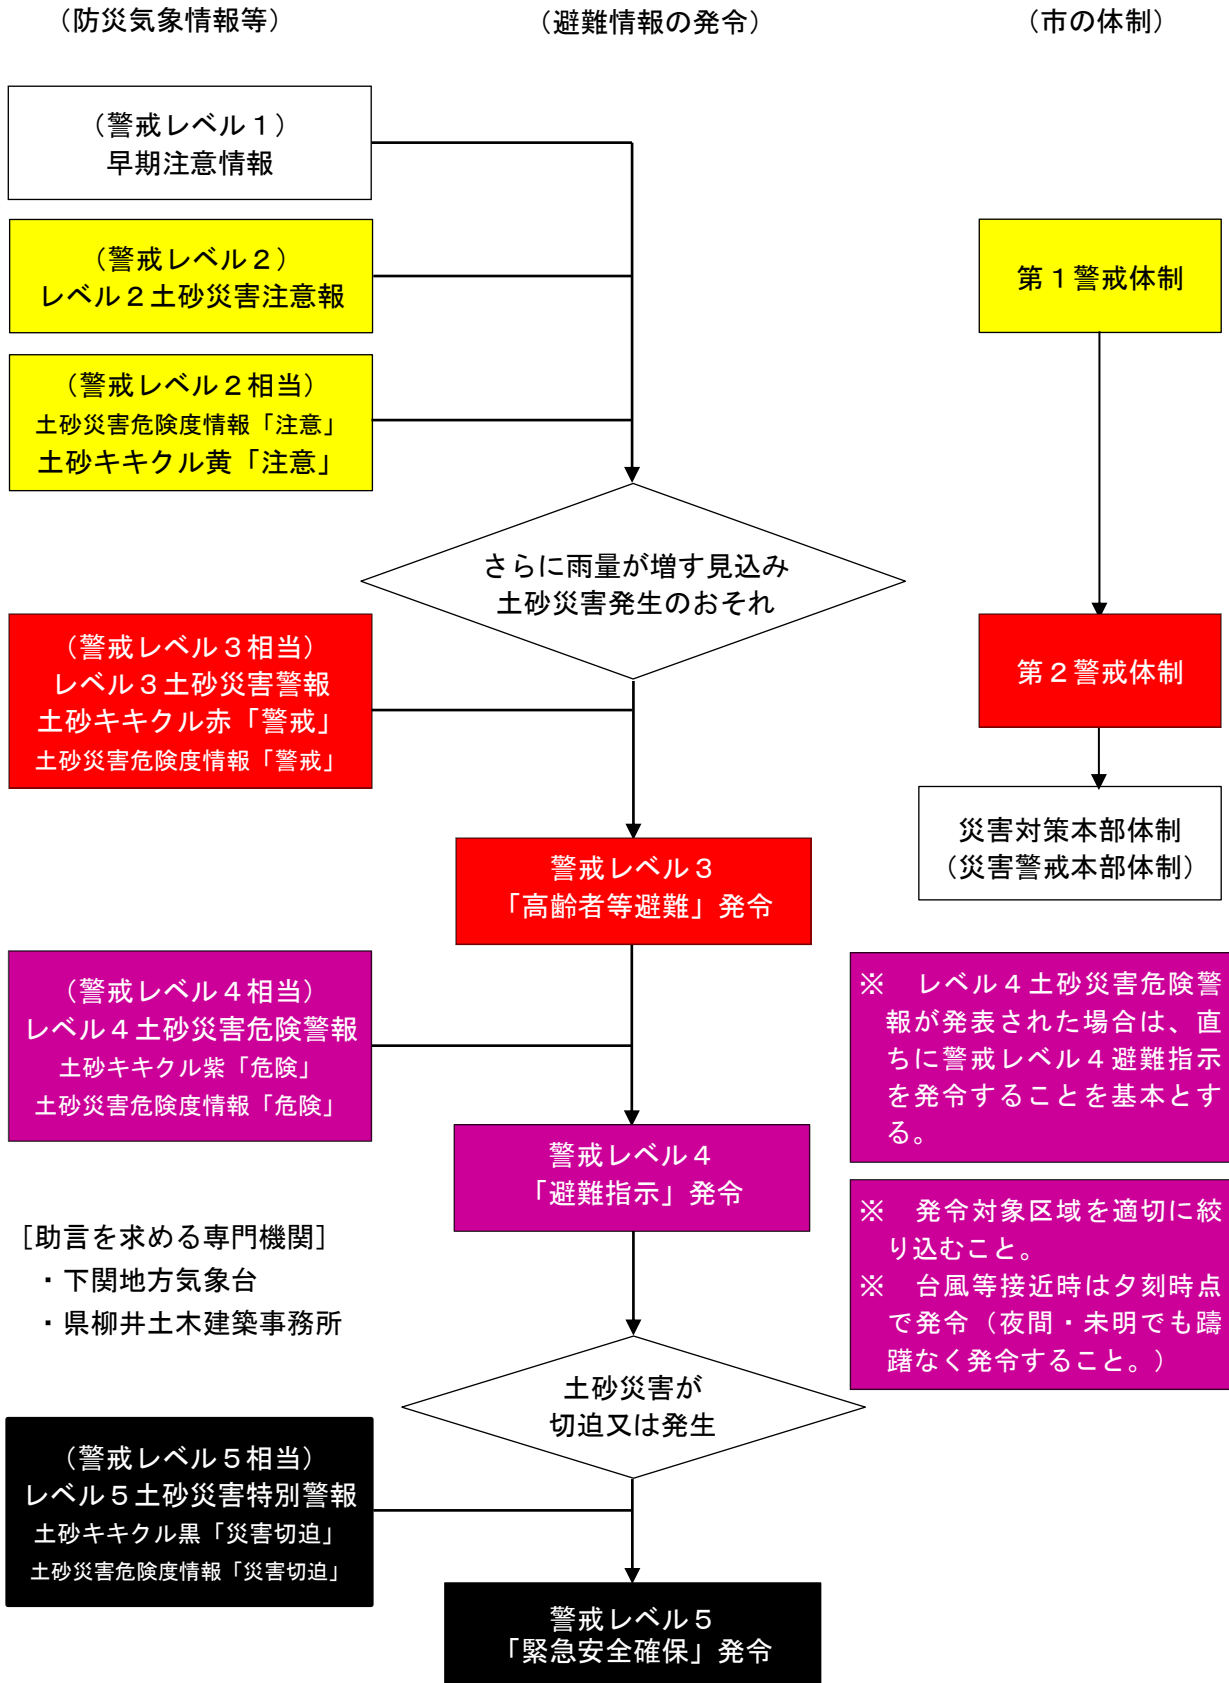 （防災気象情報等）
（避難情報の発令）
（市の体制）
（警戒レベル１）
早期注意情報
（警戒レベル２）
レベル２土砂災害注意報
第１警戒体制
（警戒レベル２相当）
土砂災害危険度情報「注意」
土砂キキクル黄「注意」
さらに雨量が増す見込み
土砂災害発生のおそれ
（警戒レベル３相当）
レベル３土砂災害警報
土砂キキクル赤「警戒」
土砂災害危険度情報「警戒」
第２警戒体制
災害対策本部体制
（災害警戒本部体制）
警戒レベル３
「高齢者等避難」発令
（警戒レベル４相当）
レベル４土砂災害危険警報
土砂キキクル紫「危険」
土砂災害危険度情報「危険」
※　レベル４土砂災害危険警
報が発表された場合は、直
ちに警戒レベル４避難指示
を発令することを基本とす
る。
警戒レベル４
「避難指示」発令
※　発令対象区域を適切に絞
り込むこと。
※　台風等接近時は夕刻時点
で発令（夜間・未明でも躊
躇なく発令すること。）
［助言を求める専門機関］
・下関地方気象台
・県柳井土木建築事務所
土砂災害が
切迫又は発生
（警戒レベル５相当）
レベル５土砂災害特別警報
土砂キキクル黒「災害切迫」
土砂災害危険度情報「災害切迫」
警戒レベル５
「緊急安全確保」発令